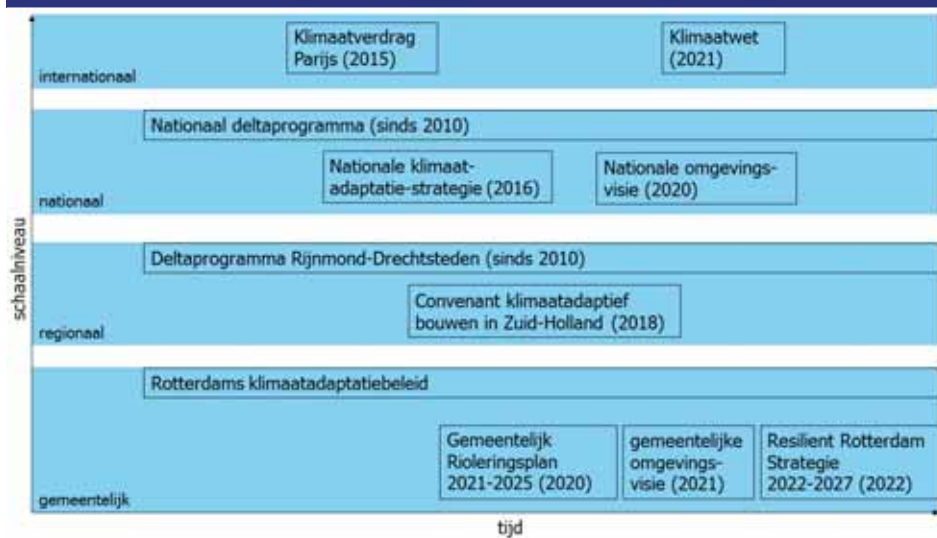 Klimaatverdrag
Parijs (2015)
Klimaatwet
(2021)
internationaal
Nationaal deltaprogramma (sinds 2010)
Nationale klimaat-
adaptatie-strategie (2016)
Nationale omgevings-
visie (2020)
nationaal
Deltaprogramma Rijnmond-Drechtsteden (sinds 2010)
Convenant klimaatadaptief
bouwen in Zuid-Holland (2018)
regionaal
Rotterdams klimaatadaptatiebeleid
Gemeentelijk
Rioleringsplan
2021-2025 (2020)
gemeentelijke
omgevings-
visie (2021)
Resilient Rotterdam
Strategie
2022-2027 (2022)
gemeentelijk
schaalniveau
tijd